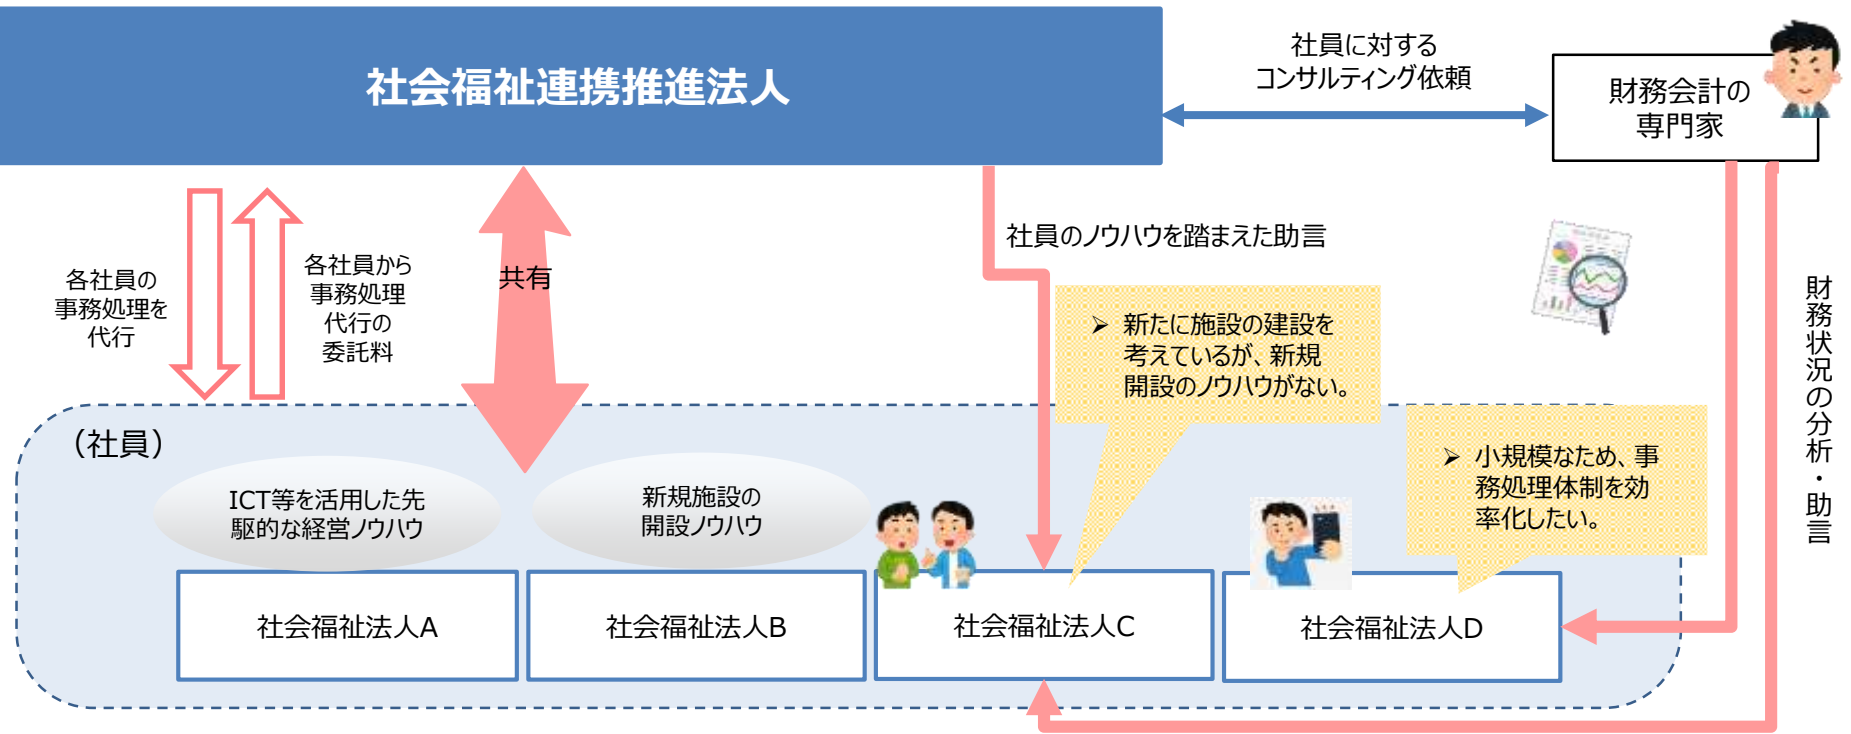 社会福祉連携推進法人
社員に対する
コンサルティング依頼
財務会計の
専門家
各社員の
事務処理を
代行
各社員から
事務処理
代行の
委託料
共有
社員のノウハウを踏まえた助言
財務状況の分析・助言
➢ 新たに施設の建設を
考えているが、新規
開設のノウハウがない。
➢ 小規模なため、事
務処理体制を効
率化したい。
（社員）
ICT等を活用した先
駆的な経営ノウハウ
新規施設の
開設ノウハウ
社会福祉法人A
社会福祉法人B
社会福祉法人C
社会福祉法人D